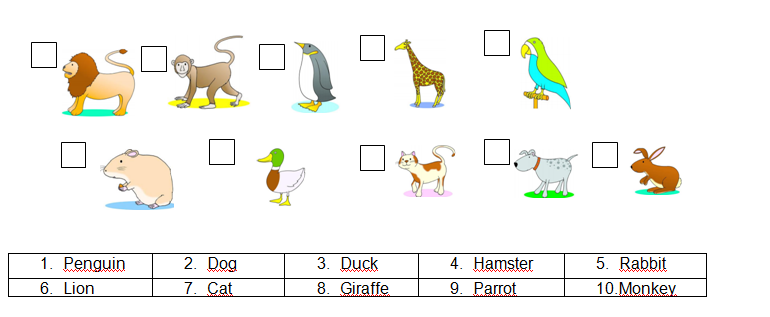 1. Penguin 2. Dog 3. Duck 4. Hamster 5. Rabbit
6. Lion 7. Cat 8. Giraffe 9. Parrot 10. Monkey